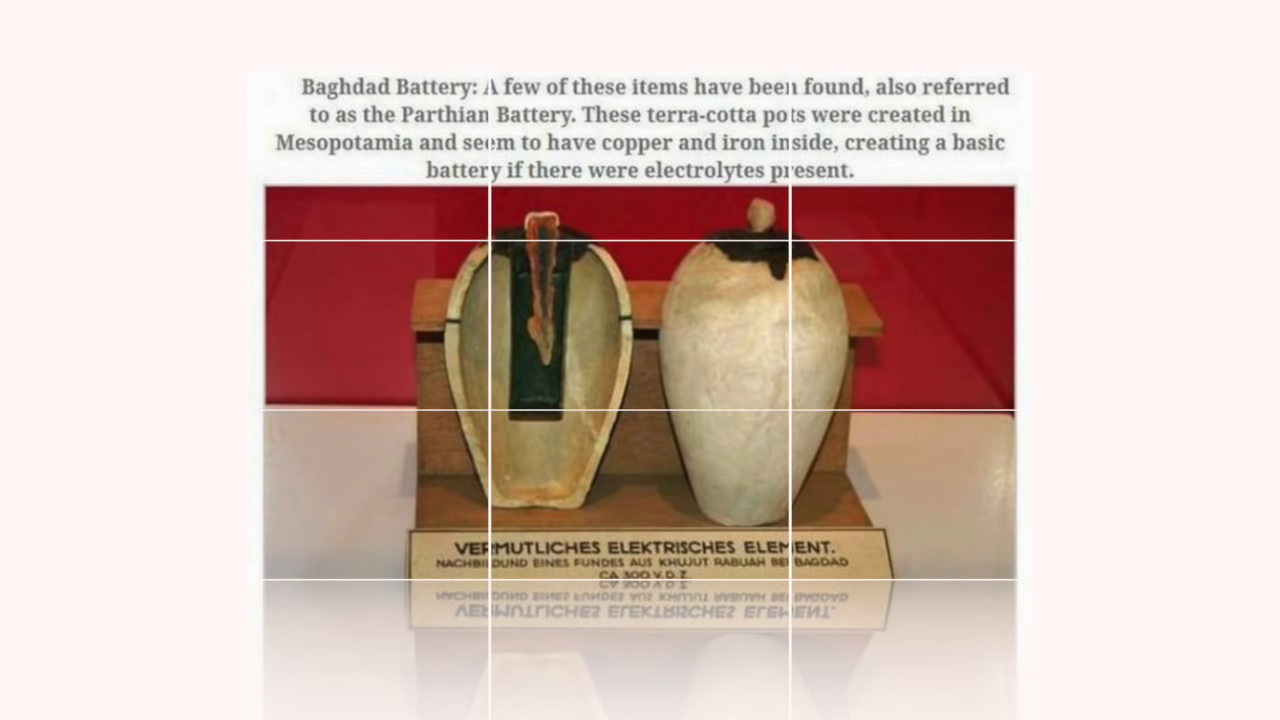 Baghdad Battery: A few of these items have been found, also referred
to as the Parthian Battery. These terra-cotta pots were created in
Mesopotamia and seem to have copper and iron inside, creating a basic
battery if there were electrolytes present.
VERMUTLICHES ELEKTRISCHES ELEMENT.
NACHBILDUND EINES FUNDES AUS KHUJUT RABUAH BEI BAGDAD
CA 300 V.D.Z.